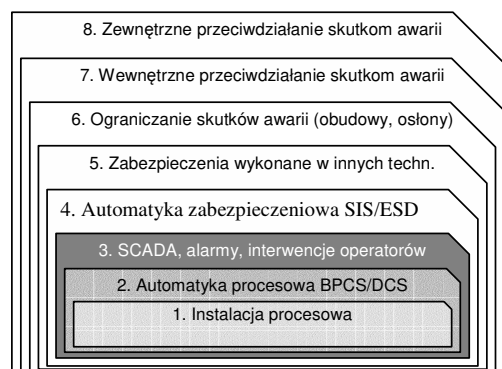 8. Zewnętrzne przeciwdziałanie skutkom awarii
7. Wewnętrzne przeciwdziałanie skutkom awarii
6. Ograniczanie skutków awarii (obudowy, osłony)
5. Zabezpieczenia wykonane w innych techn.
4. Automatyka zabezpieczeniowa SIS/ESD
3. SCADA, alarmy, interwencje operatorów
2. Automatyka procesowa BPCS/DCS
1. Instalacja procesowa